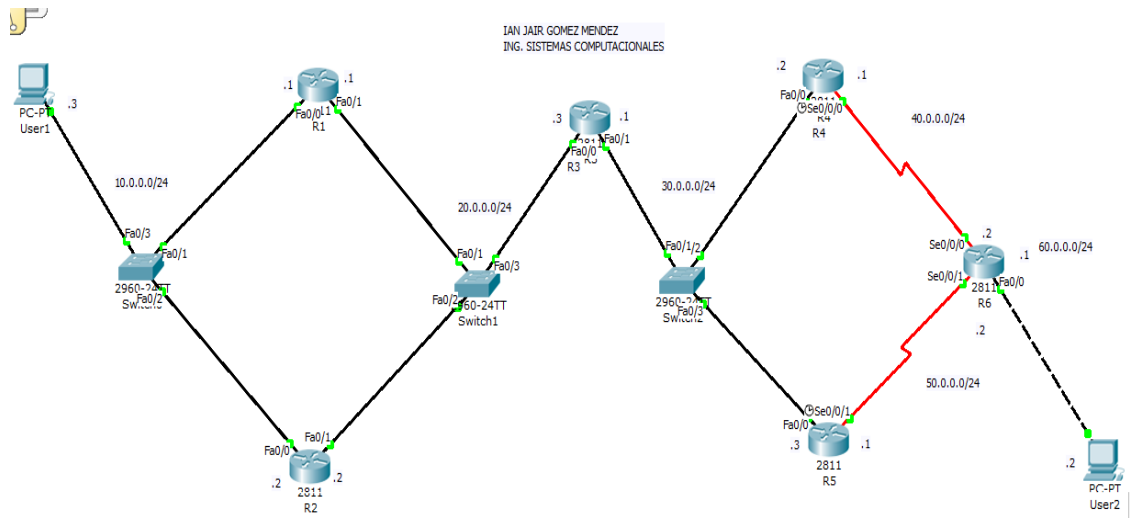 IAN JAIR GOMEZ MENDEZ
ING. SISTEMAS COMPUTACIONALES
.3
PC-PT
User1
10.0.0.0/24
Fa0/3
Fa0/1
Fa0/2
2960-24TT
.1
.1
Fa0/0
Fa0/1
R1
20.0.0.0/24
Fa0/1
Fa0/3
Fa0/2
Switch1
Fa0/0
Fa0/1
.2
.2
2811
R2
.3
.1
Fa0/0
Fa0/1
R3
30.0.0.0/24
Fa0/1
/2
Fa0/3
.2
.1
Fa0/0
Se0/0/0
R4
40.0.0.0/24
.2
Se0/0/0
.1
60.0.0.0/24
Se0/0/1
2811
Fa0/0
R6
.2
50.0.0.0/24
Se0/0/1
Fa0/0
.3
.1
2811
R5
.2
PC-PT
User2